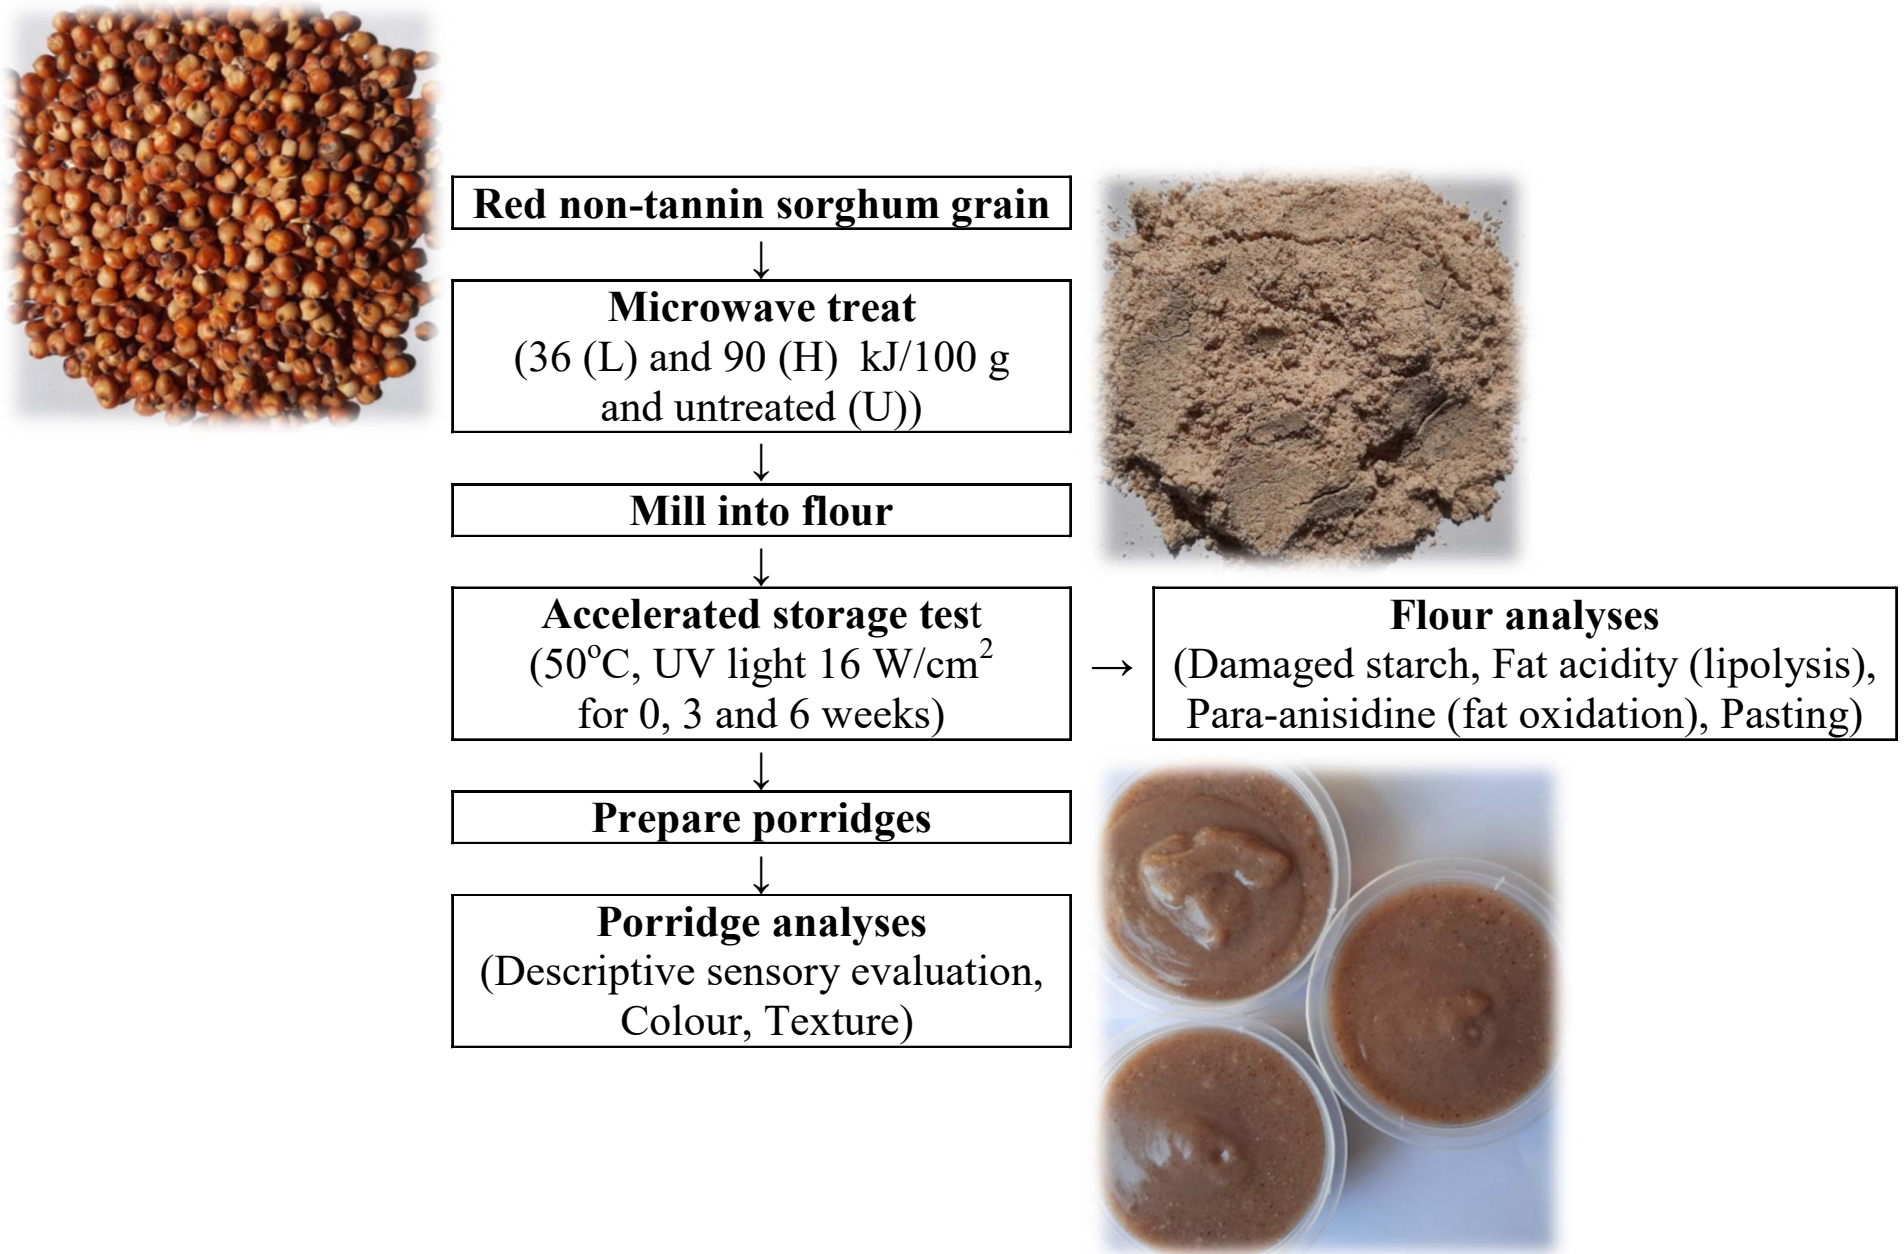 Red non-tannin sorghum grain
↓
Microwave treat
(36 (L) and 90 (H)  kJ/100 g
and untreated (U))
↓
Mill into flour
↓
Accelerated storage test
(50°C, UV light 16 W/cm²
for 0, 3 and 6 weeks)
→
Flour analyses
(Damaged starch, Fat acidity (lipolysis),
Para-anisidine (fat oxidation), Pasting)
↓
Prepare porridges
↓
Porridge analyses
(Descriptive sensory evaluation,
Colour, Texture)